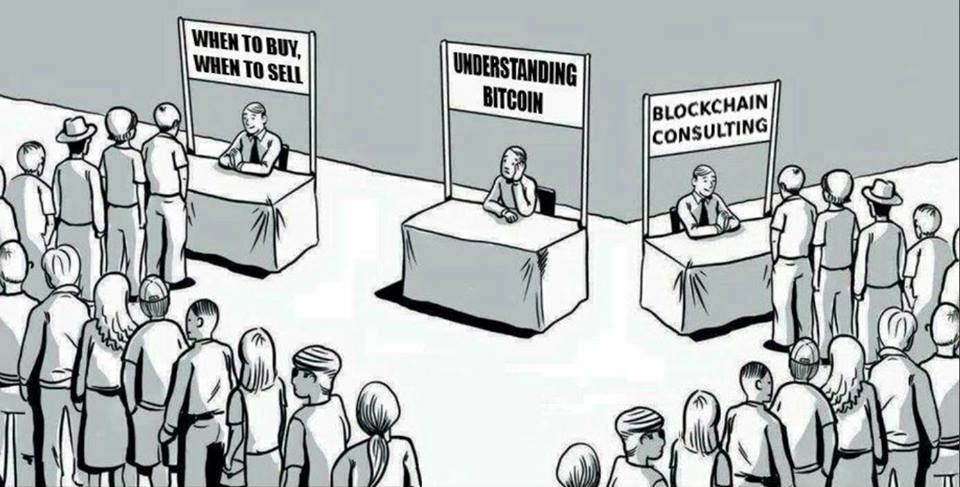 WHEN TO BUY,
WHEN TO SELL
UNDERSTANDING
BITCOIN
BLOCKCHAIN
CONSULTING